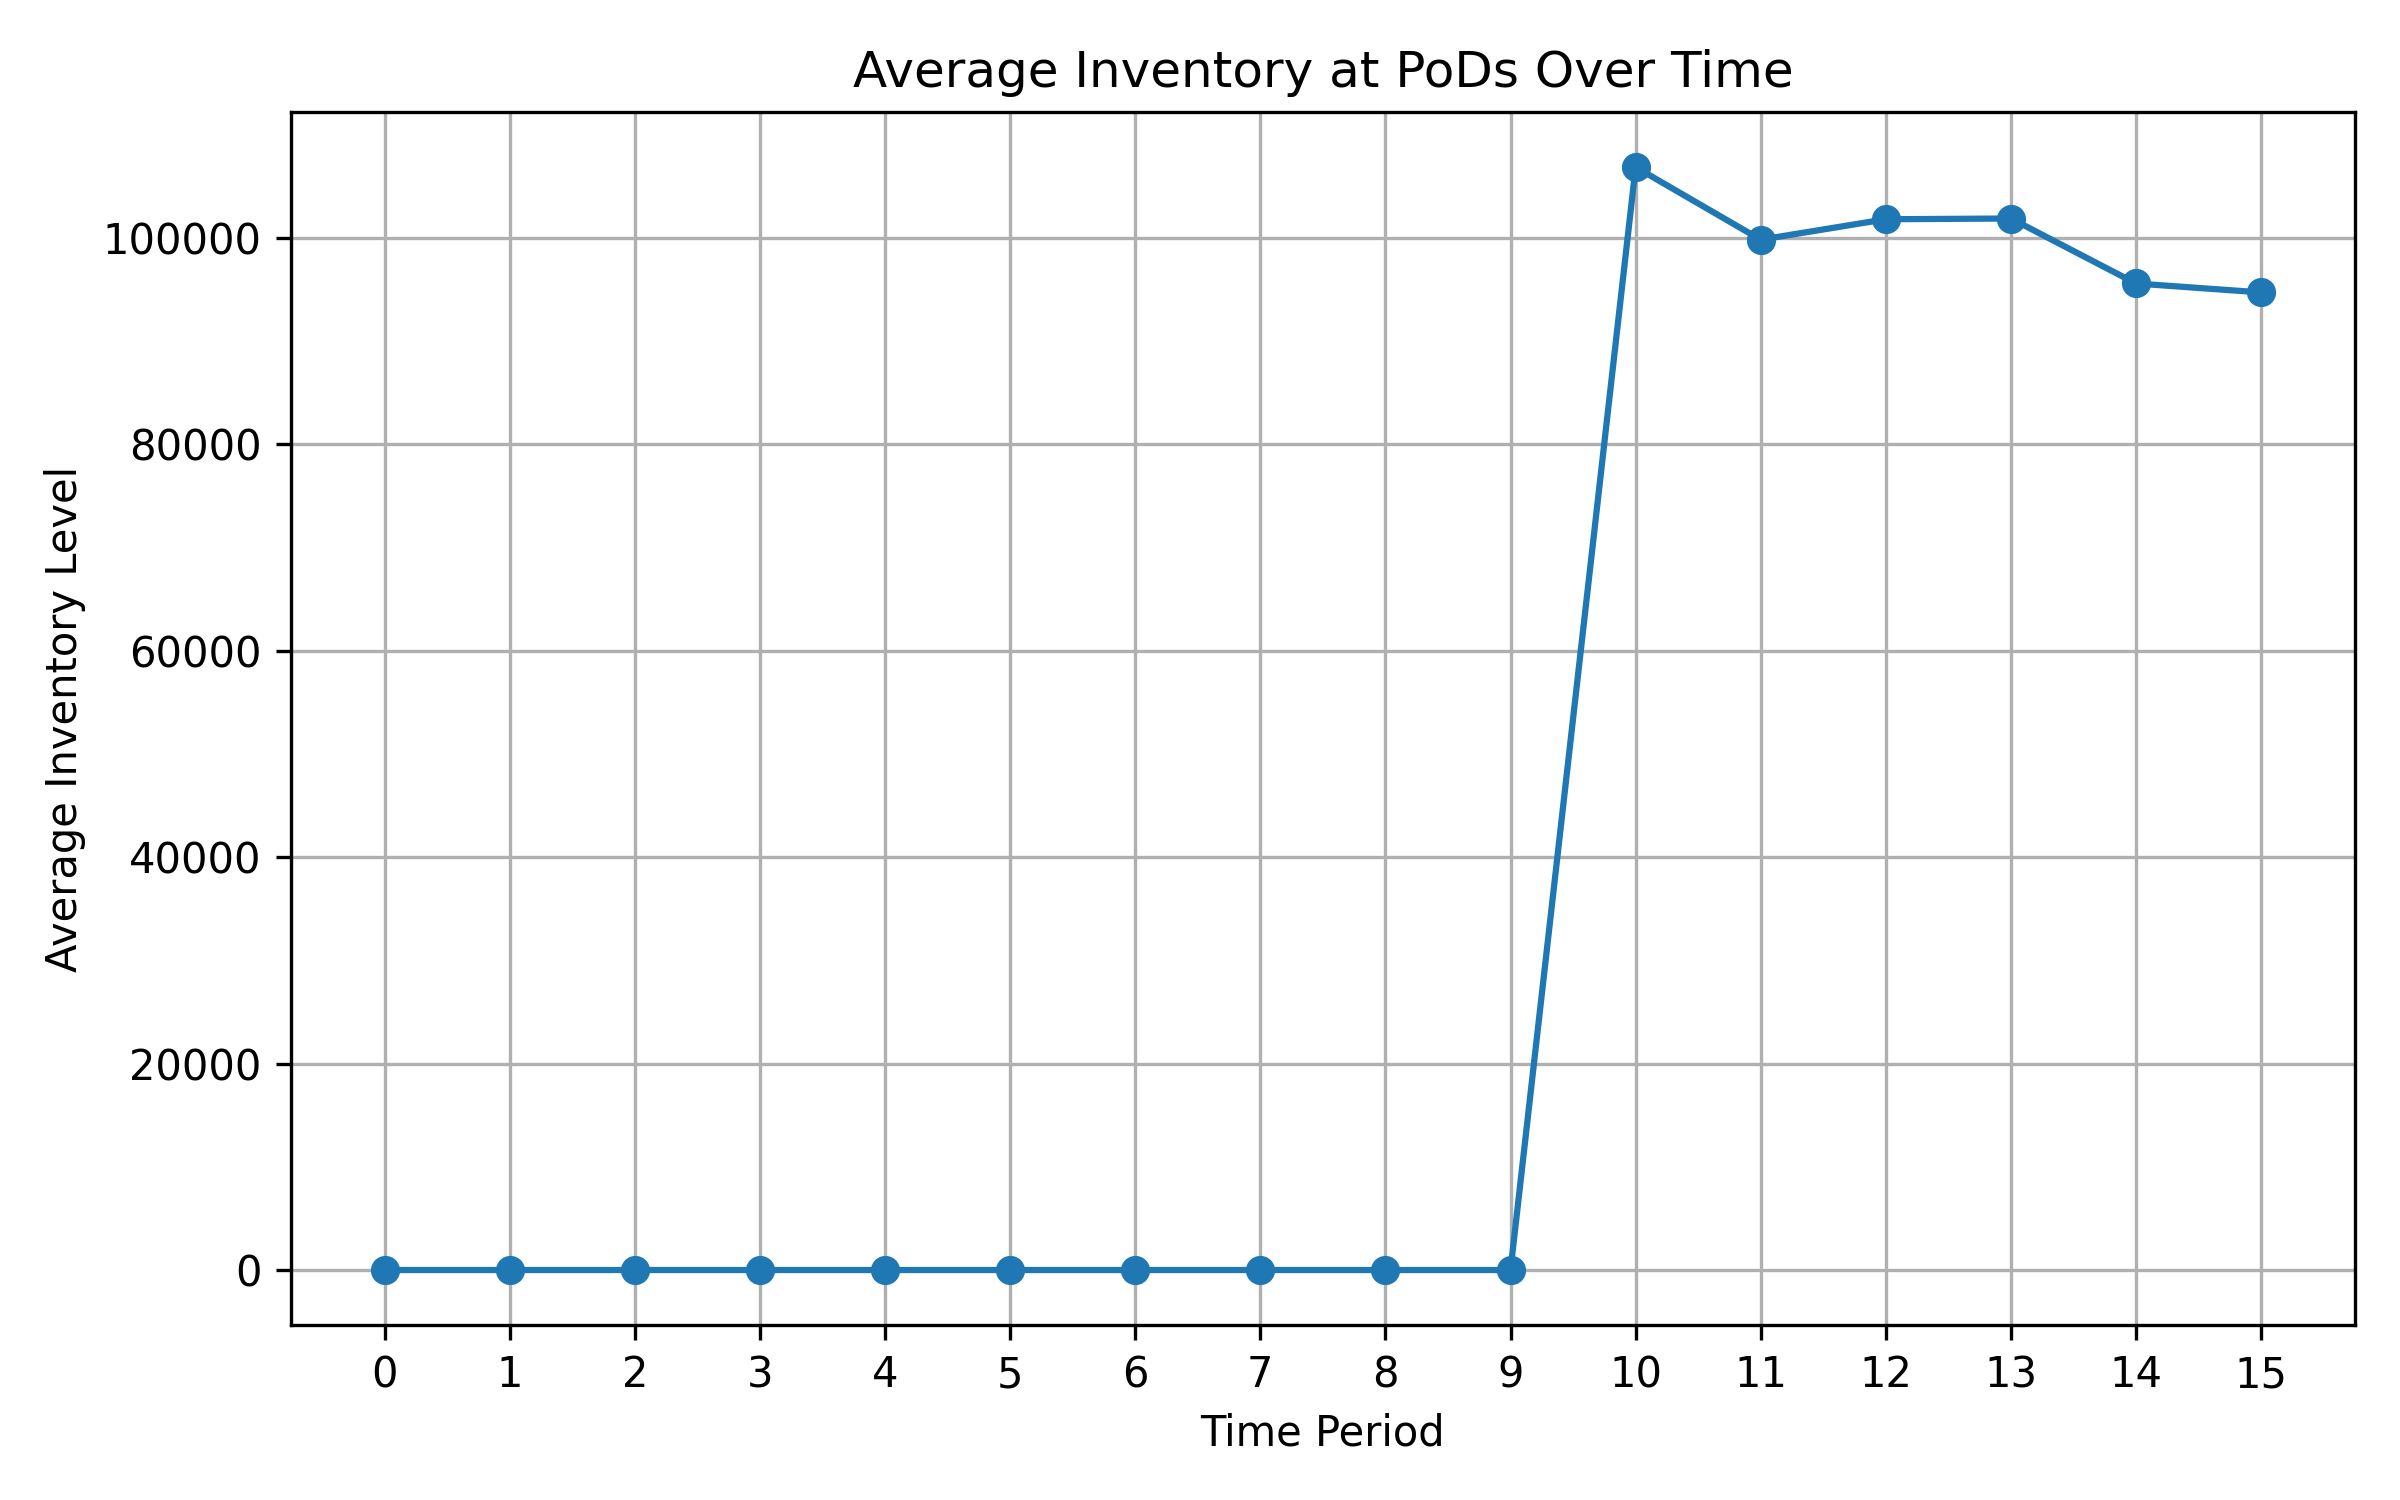 Average Inventory at PoDs Over Time
Average Inventory Level
100000
80000
60000
40000
20000
0
0 1 2 3 4 5 6 7 8 9 10 11 12 13 14 15
Time Period